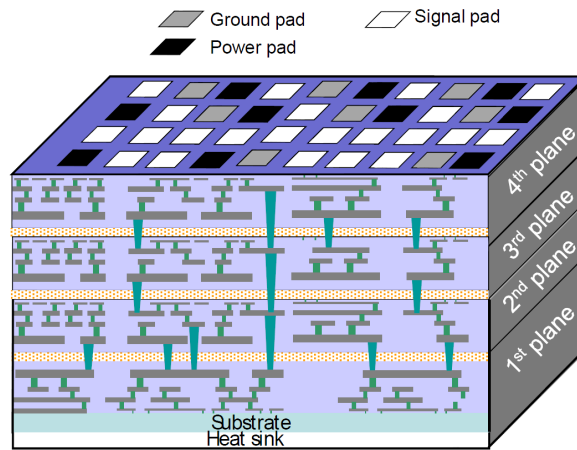 Ground pad
Signal pad
Power pad
4th plane
3rd plane
2nd plane
1st plane
Substrate
Heat sink